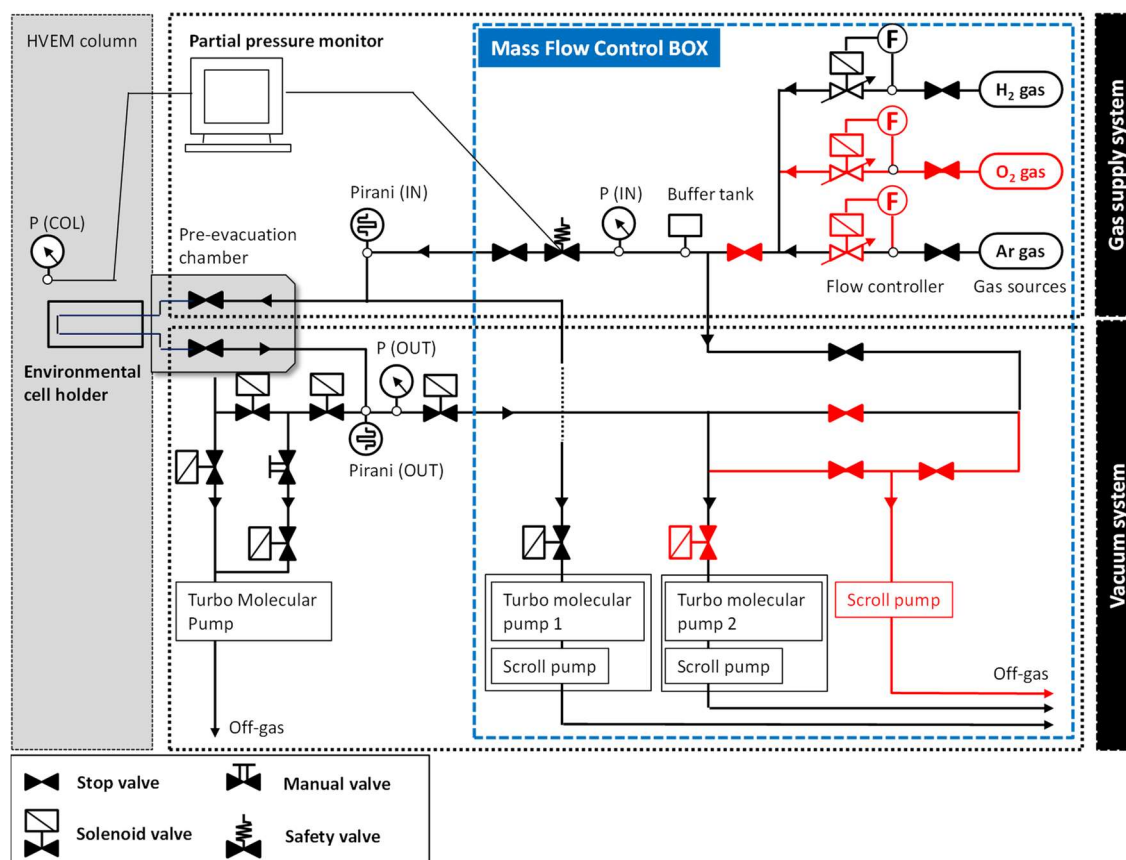 HVEM column
Partial pressure monitor
Mass Flow Control BOX
F
H₂ gas
F
O₂ gas
F
Ar gas
Flow controller
Gas sources
Gas supply system
P (COL)
Pre-evacuation
chamber
Pirani (IN)
P (IN)
Buffer tank
Environmental
cell holder
P (OUT)
Pirani (OUT)
Vacuum system
Turbo Molecular
Pump
Turbo molecular
pump 1
Scroll pump
Turbo molecular
pump 2
Scroll pump
Scroll pump
Off-gas
Off-gas
Stop valve
Manual valve
Solenoid valve
Safety valve